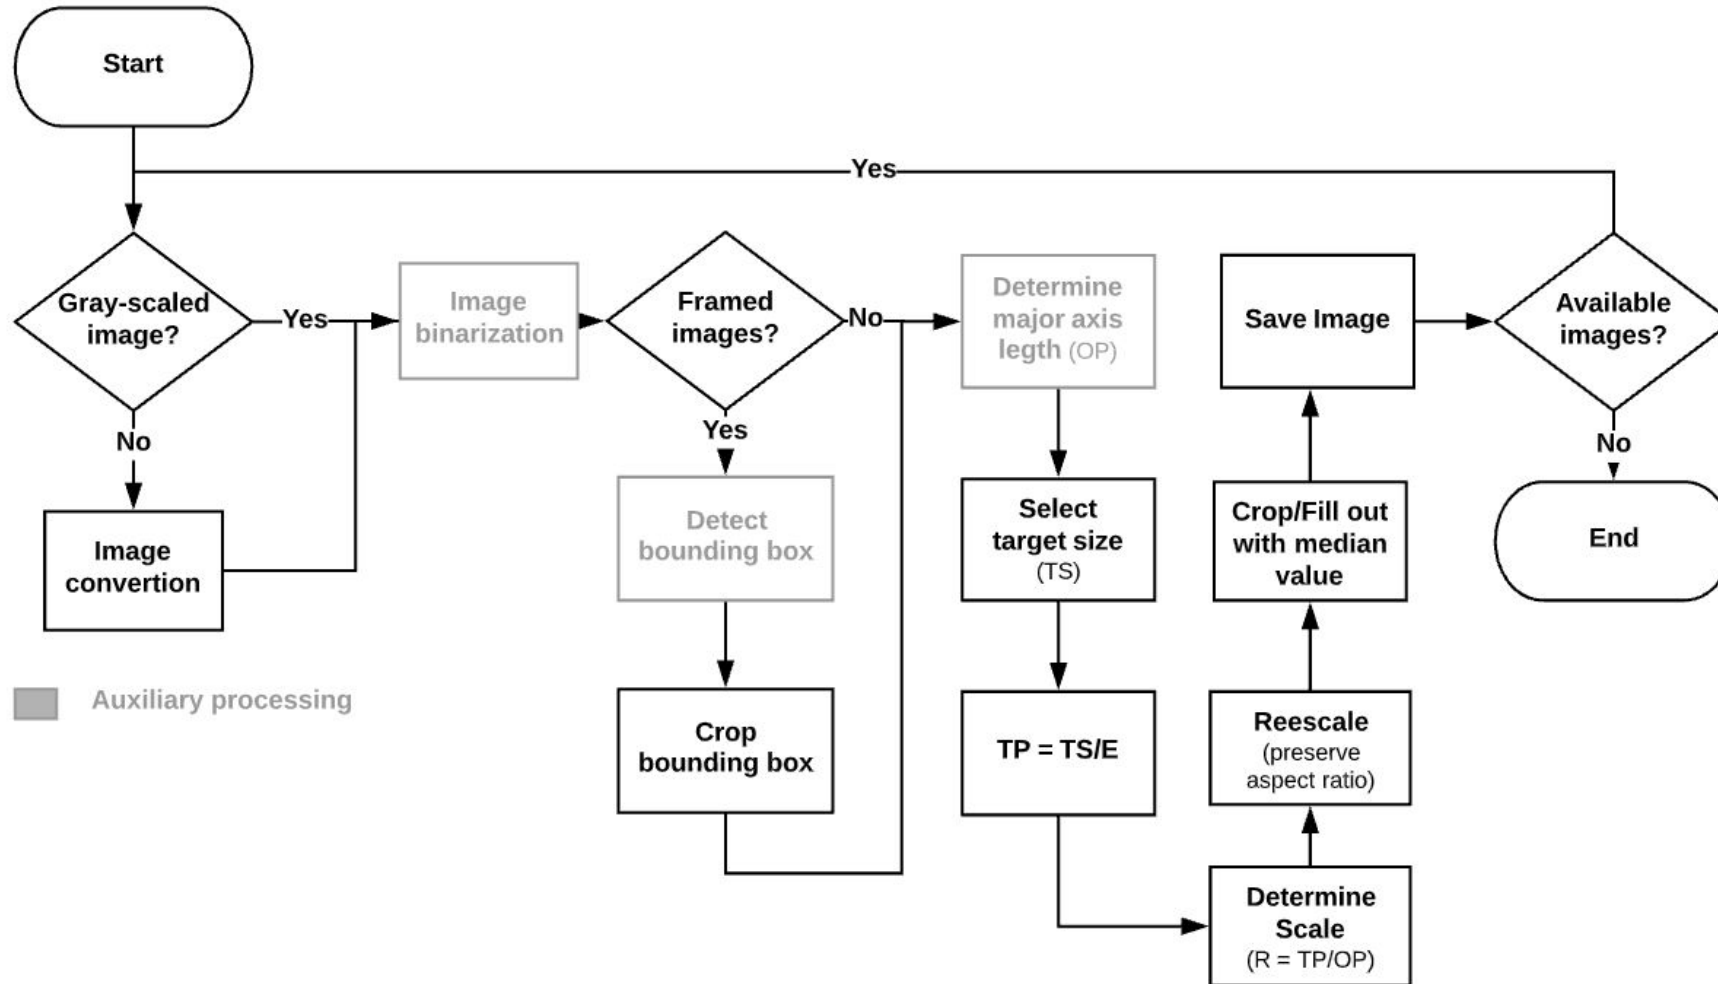 Start
Yes
Gray-scaled
image?
Yes
No
Image
convertion
Image
binarization
Framed
images?
No
Yes
Detect
bounding box
Crop
bounding box
Determine
major axis
legth (OP)
Select
target size
(TS)
TP = TS/E
Determine
Scale
(R = TP/OP)
Reescale
(preserve
aspect ratio)
Crop/Fill out
with median
value
Save Image
Available
images?
No
End
Auxiliary processing